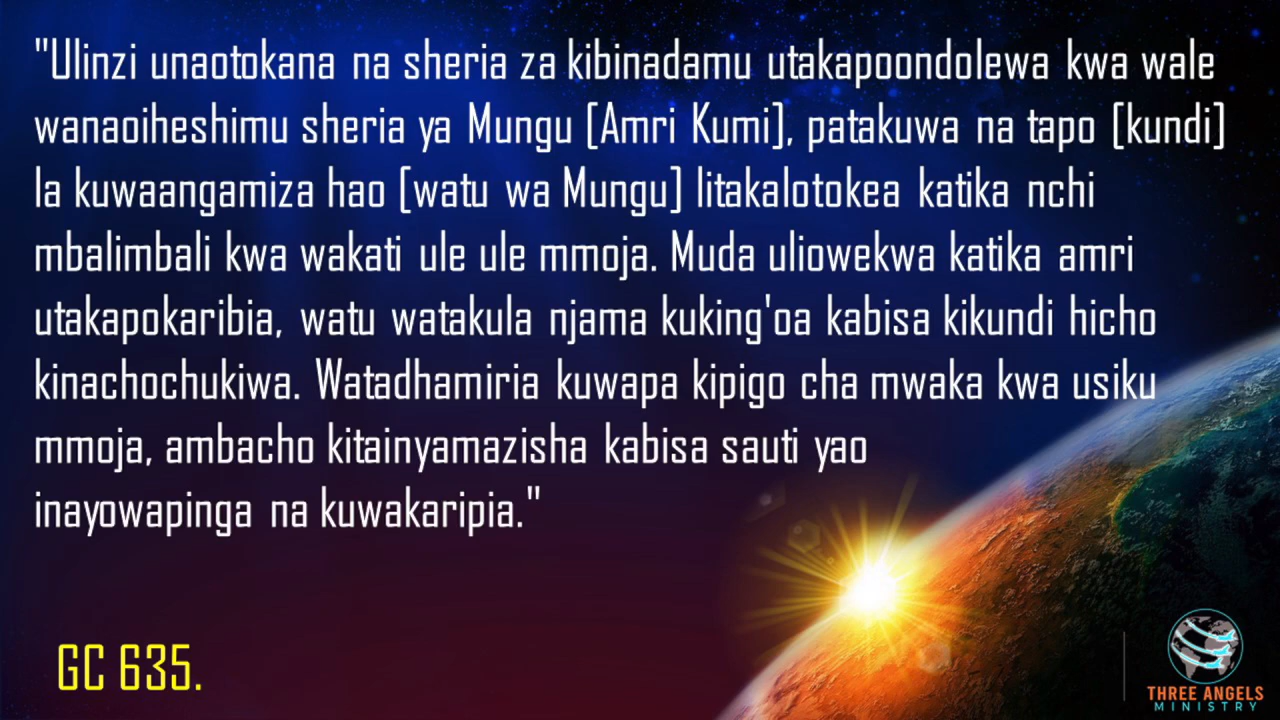 "Ulinzi unaotokana na sheria za kibinadamu utakapoondolewa kwa wale
wanaoiheshimu sheria ya Mungu [Amri Kumi], patakuwa na tapo [kundi]
la kuwaangamiza hao [watu wa Mungu] litakalotokea katika nchi
mbalimbali kwa wakati ule ule mmoja. Muda uliowekwa katika amri
utakapokaribia, watu watakula njama kuking'oa kabisa kikundi hicho
kinachochukiwa. Watadhamiria kuwapa kipigo cha mwaka kwa usiku
mmoja, ambacho kitainyamazisha kabisa sauti yao
inayowapinga na kuwakaripia."
GC 635.
THREE ANGELS
MINISTRY